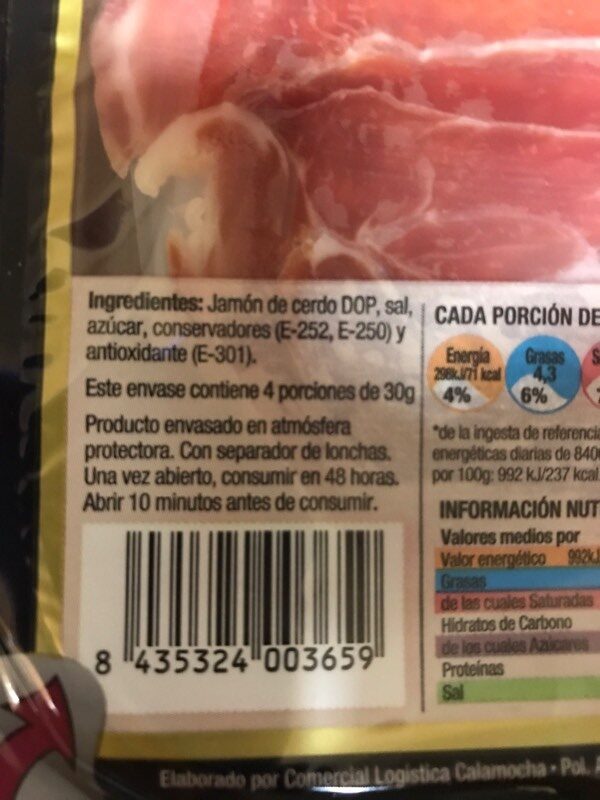 Ingredientes: Jamón de cerdo DOP, sal,
azúcar, conservadores (E-252, E-250) y
antioxidante (E-301).
Este envase contiene 4 porciones de 30g
Producto envasado en atmósfera
protectora. Con separador de lonchas.
Una vez abierto, consumir en 48 horas.
Abrir 10 minutos antes de consumir.
8 435324 003659
CADA PORCIÓN DE
Energía
298kJ/71 kcal
4%
Grasas
4,3
6%
*de la ingesta de referencia
energéticas diarias de 840
por 100g: 992 kJ/237 kcal
INFORMACIÓN NUT
Valores medios por
Valor energético 992kJ
Grasas
de las cuales Saturadas
Hidratos de Carbono
de los cuales Azúcares
Proteínas
Sal
Elaborado por Comercial Logística Calamocha • Pol.